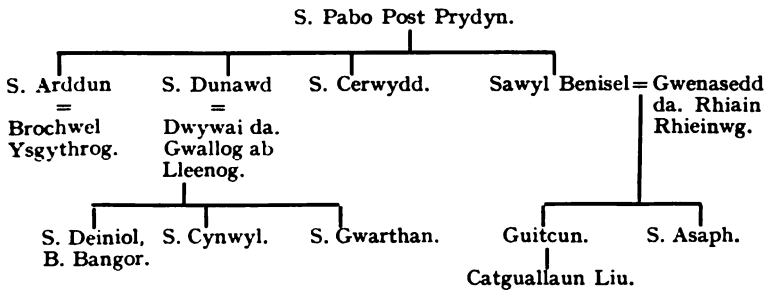 S. Pabo Post Prydyn.
S. Arddun S. Dunawd S. Cerwydd. Sawyl Benisel = Gwenasedd
= = da. Rhiain
Brochwel Dwywai da. Rhieinwg.
Ysgythrog. Gwallog ab
Lleenog.
S. Deiniol, S. Cynwyl. S. Gwarthan. Guitcun. S. Asaph.
B. Bangor.
Catguallaun Liu.